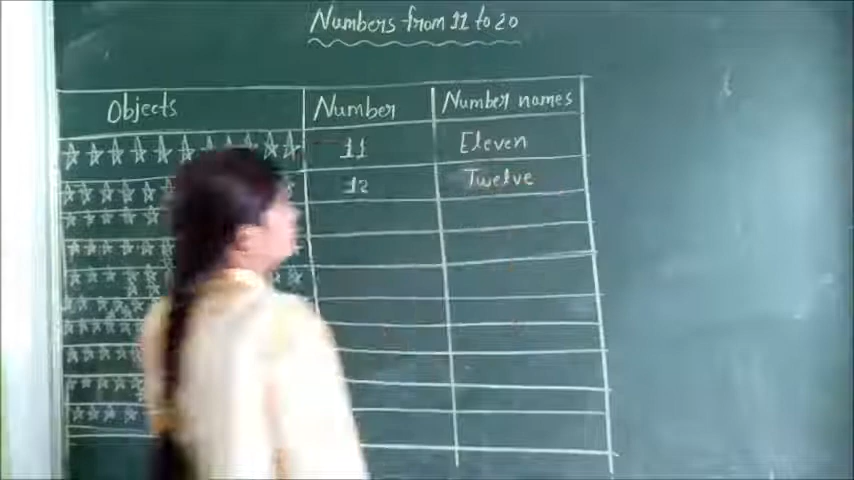 Numbers from 11 to 20
Objects Number Number names
11 Eleven
12 Twelve